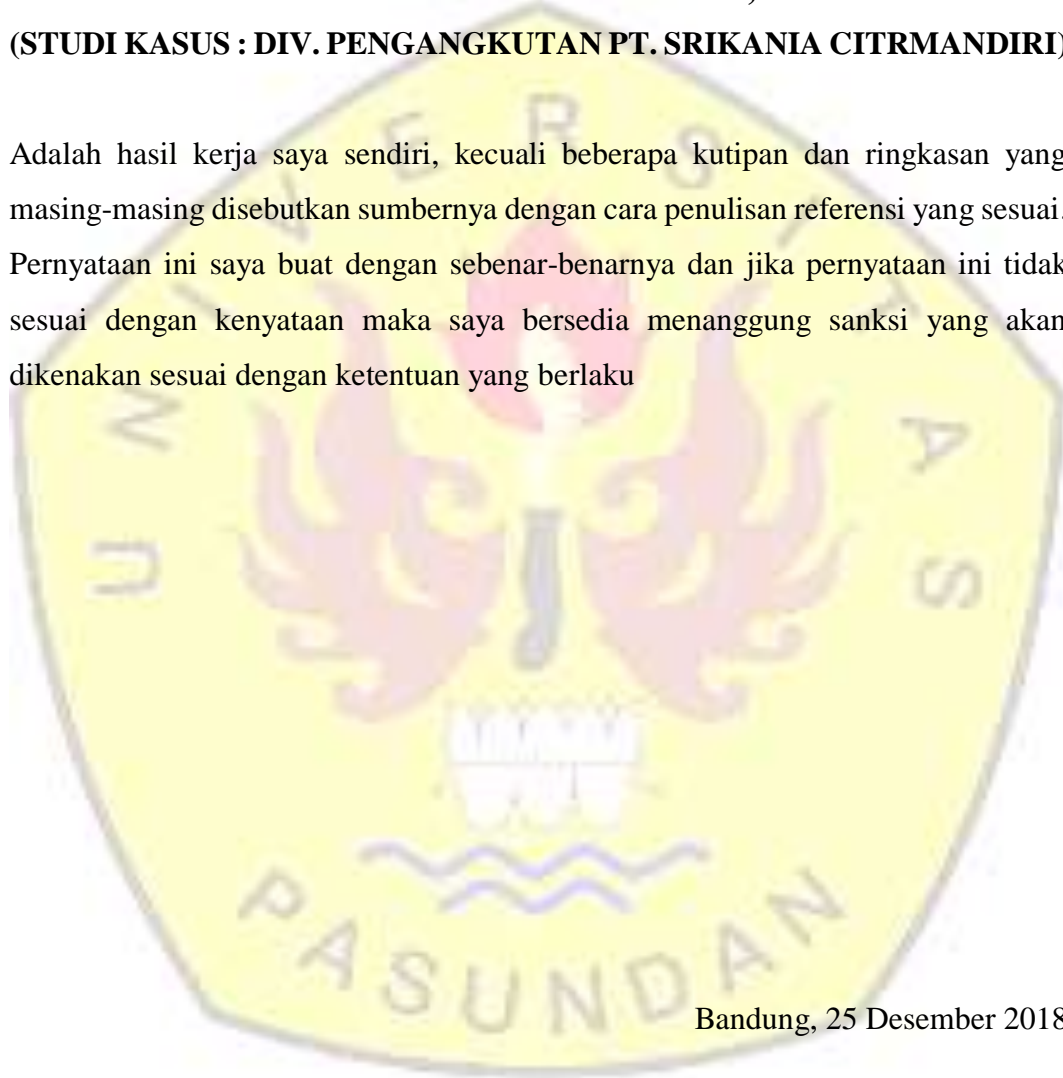 (STUDI KASUS : DIV. PENGANGKUTAN PT. SRIKANIA CITRMANDIRI)
Adalah hasil kerja saya sendiri, kecuali beberapa kutipan dan ringkasan yang
masing-masing disebutkan sumbernya dengan cara penulisan referensi yang sesuai.
Pernyataan ini saya buat dengan sebenar-benarnya dan jika pernyataan ini tidak
sesuai dengan kenyataan maka saya bersedia menanggung sanksi yang akan
dikenakan sesuai dengan ketentuan yang berlaku
UNIVERSITAS
PASUNDAN
Bandung, 25 Desember 2018